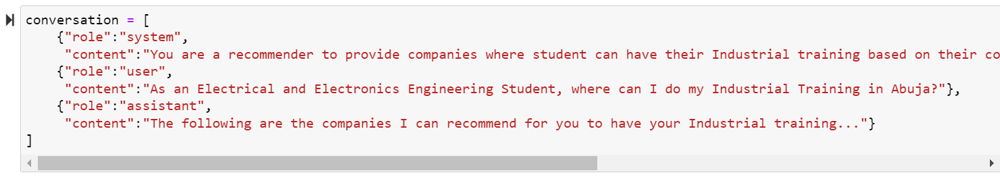 conversation = [
    {"role":"system",
     "content":"You are a recommender to provide companies where student can have their Industrial training based on their co
    {"role":"user",
     "content":"As an Electrical and Electronics Engineering Student, where can I do my Industrial Training in Abuja?"},
    {"role":"assistant",
     "content":"The following are the companies I can recommend for you to have your Industrial training..."}
]